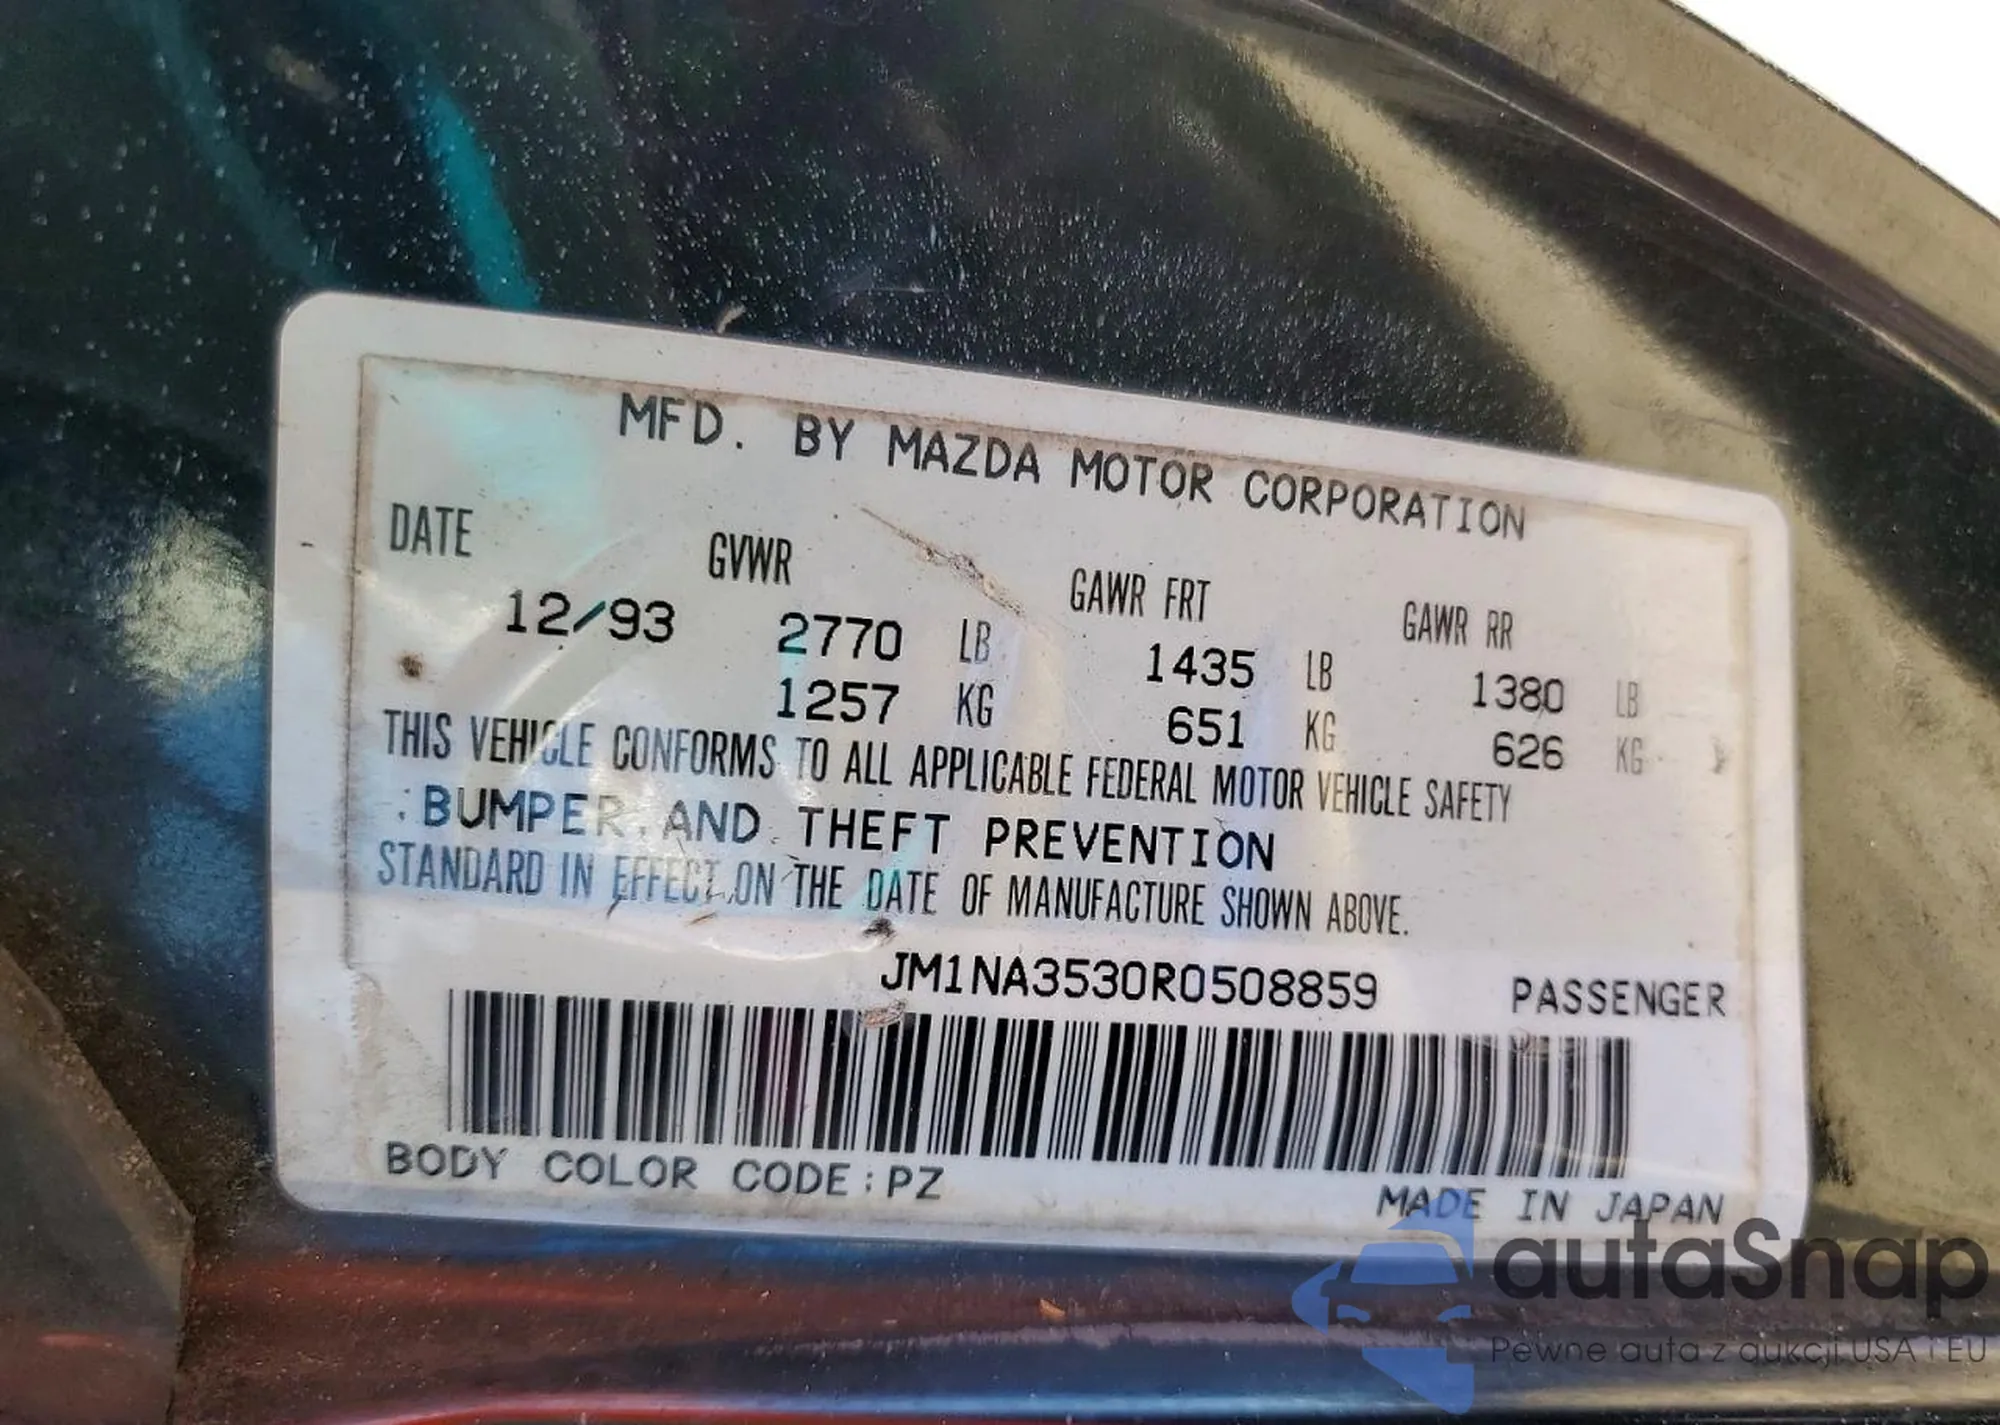 MFD. BY MAZDA MOTOR CORPORATION
DATE GVWR GAWR FRT GAWR RR
12/93 2770 LB 1435 LB 1380 LB
1257 KG 651 KG 626 KG
THIS VEHICLE CONFORMS TO ALL APPLICABLE FEDERAL MOTOR VEHICLE SAFETY
:BUMPER AND THEFT PREVENTION
STANDARD IN EFFECT ON THE DATE OF MANUFACTURE SHOWN ABOVE.
JM1NA3530R0508859 PASSENGER
BODY COLOR CODE:PZ
MADE IN JAPAN
autaSnap
Pewne auta z aukcji USA i EU